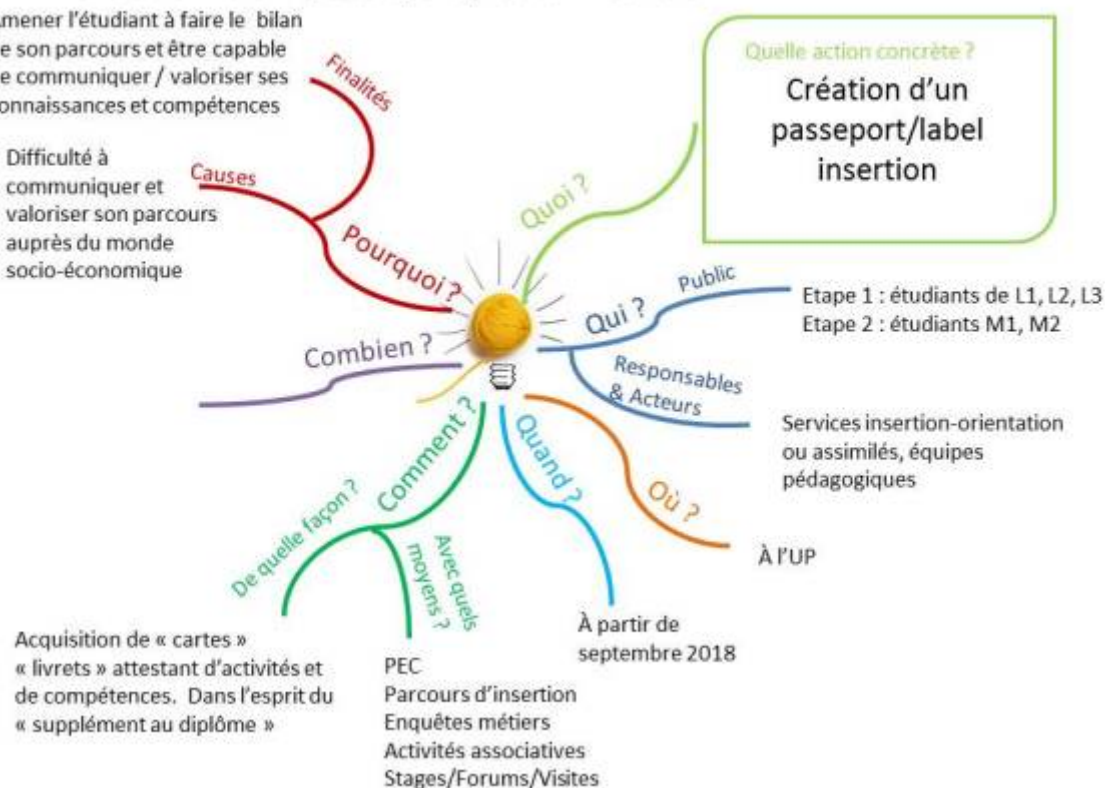 Amener l'étudiant à faire le bilan
de son parcours et être capable
de communiquer / valoriser ses
connaissances et compétences
Finalités
Difficulté à
communiquer et
valoriser son parcours
auprès du monde
socio-économique
Causes
Pourquoi ?
Quoi ?
Quelle action concrète ?
Création d'un
passeport/label
insertion
Qui ?
Public
Etape 1 : étudiants de L1, L2, L3
Etape 2 : étudiants M1, M2
Responsables
& Acteurs
Services insertion-orientation
ou assimilés, équipes
pédagogiques
Combien ?
Comment ?
De quelle façon ?
Acquisition de « cartes »
« livrets » attestant d'activités et
de compétences. Dans l'esprit du
« supplément au diplôme »
Avec quels
moyens ?
PEC
Parcours d'insertion
Enquêtes métiers
Activités associatives
Stages/Forums/Visites
Quand ?
À partir de
septembre 2018
Où ?
À l'UP